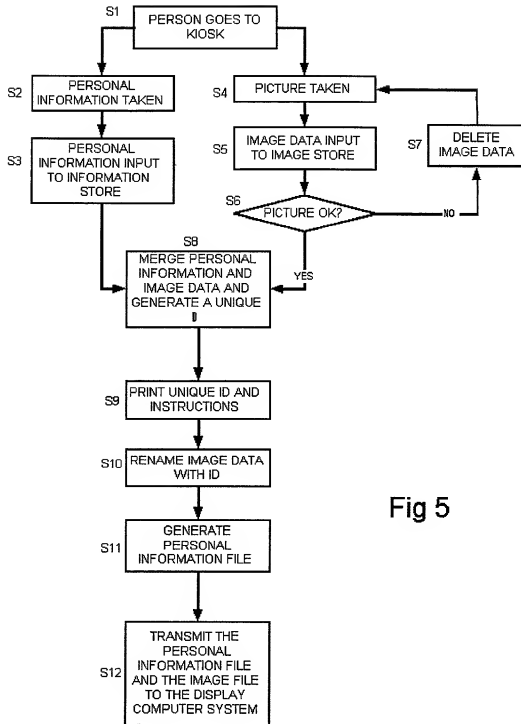 S1
PERSON GOES TO
KIOSK
S2
PERSONAL
INFORMATION TAKEN
S4
PICTURE TAKEN
S3
PERSONAL
INFORMATION INPUT
TO INFORMATION
STORE
S5
IMAGE DATA INPUT
TO IMAGE STORE
S7
DELETE
IMAGE DATA
S6
PICTURE OK?
NO
YES
S8
MERGE PERSONAL
INFORMATION AND
IMAGE DATA AND
GENERATE A UNIQUE
S9
PRINT UNIQUE ID AND
INSTRUCTIONS
S10
RENAME IMAGE DATA
WITH ID
S11
GENERATE
PERSONAL
INFORMATION FILE
Fig 5
S12
TRANSMIT THE
PERSONAL
INFORMATION FILE
AND THE IMAGE FILE
TO THE DISPLAY
COMPUTER SYSTEM